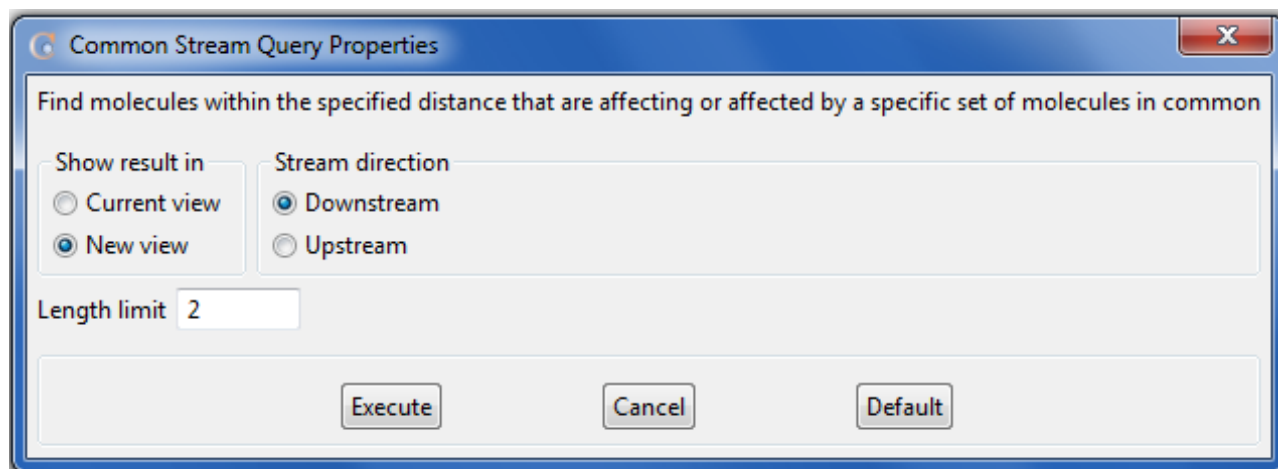 Common Stream Query Properties
Find molecules within the specified distance that are affecting or affected by a specific set of molecules in common
Show result in
Current view
New view
Stream direction
Downstream
Upstream
Length limit 2
Execute Cancel Default